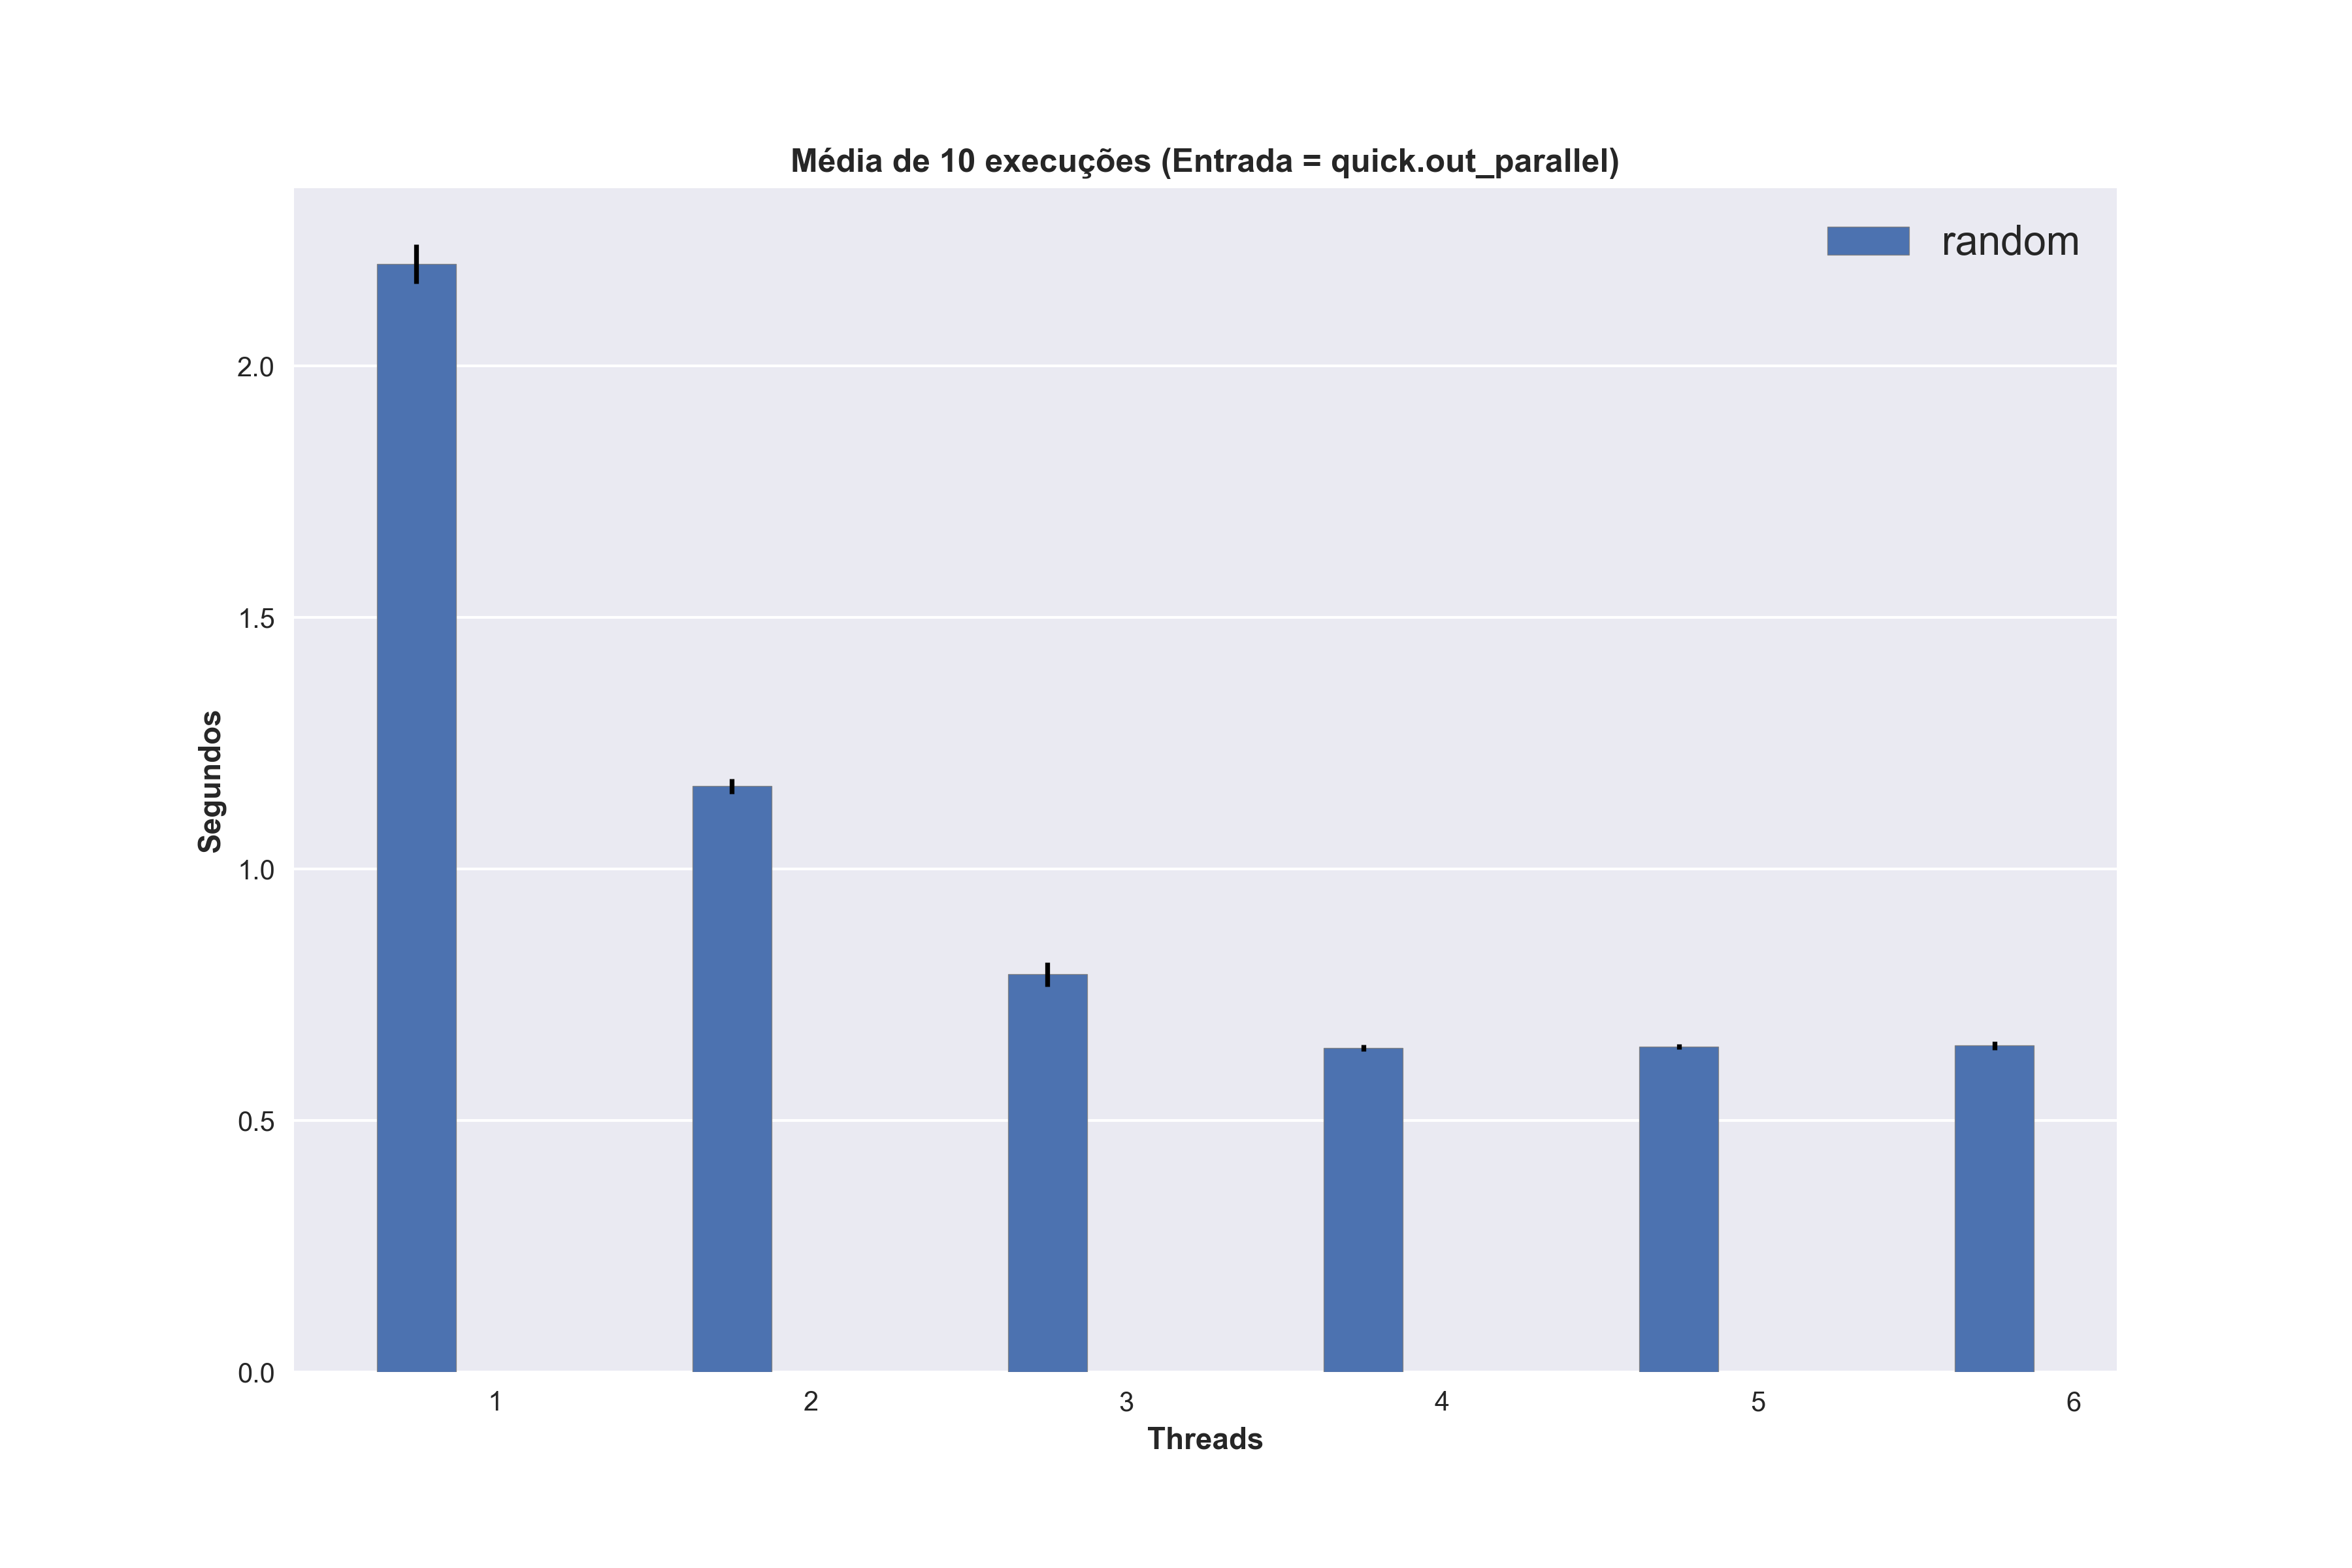 Média de 10 execuções (Entrada = quick.out_parallel)
random
2.0
1.5
1.0
0.5
0.0
Segundos
1 2 3 4 5 6
Threads